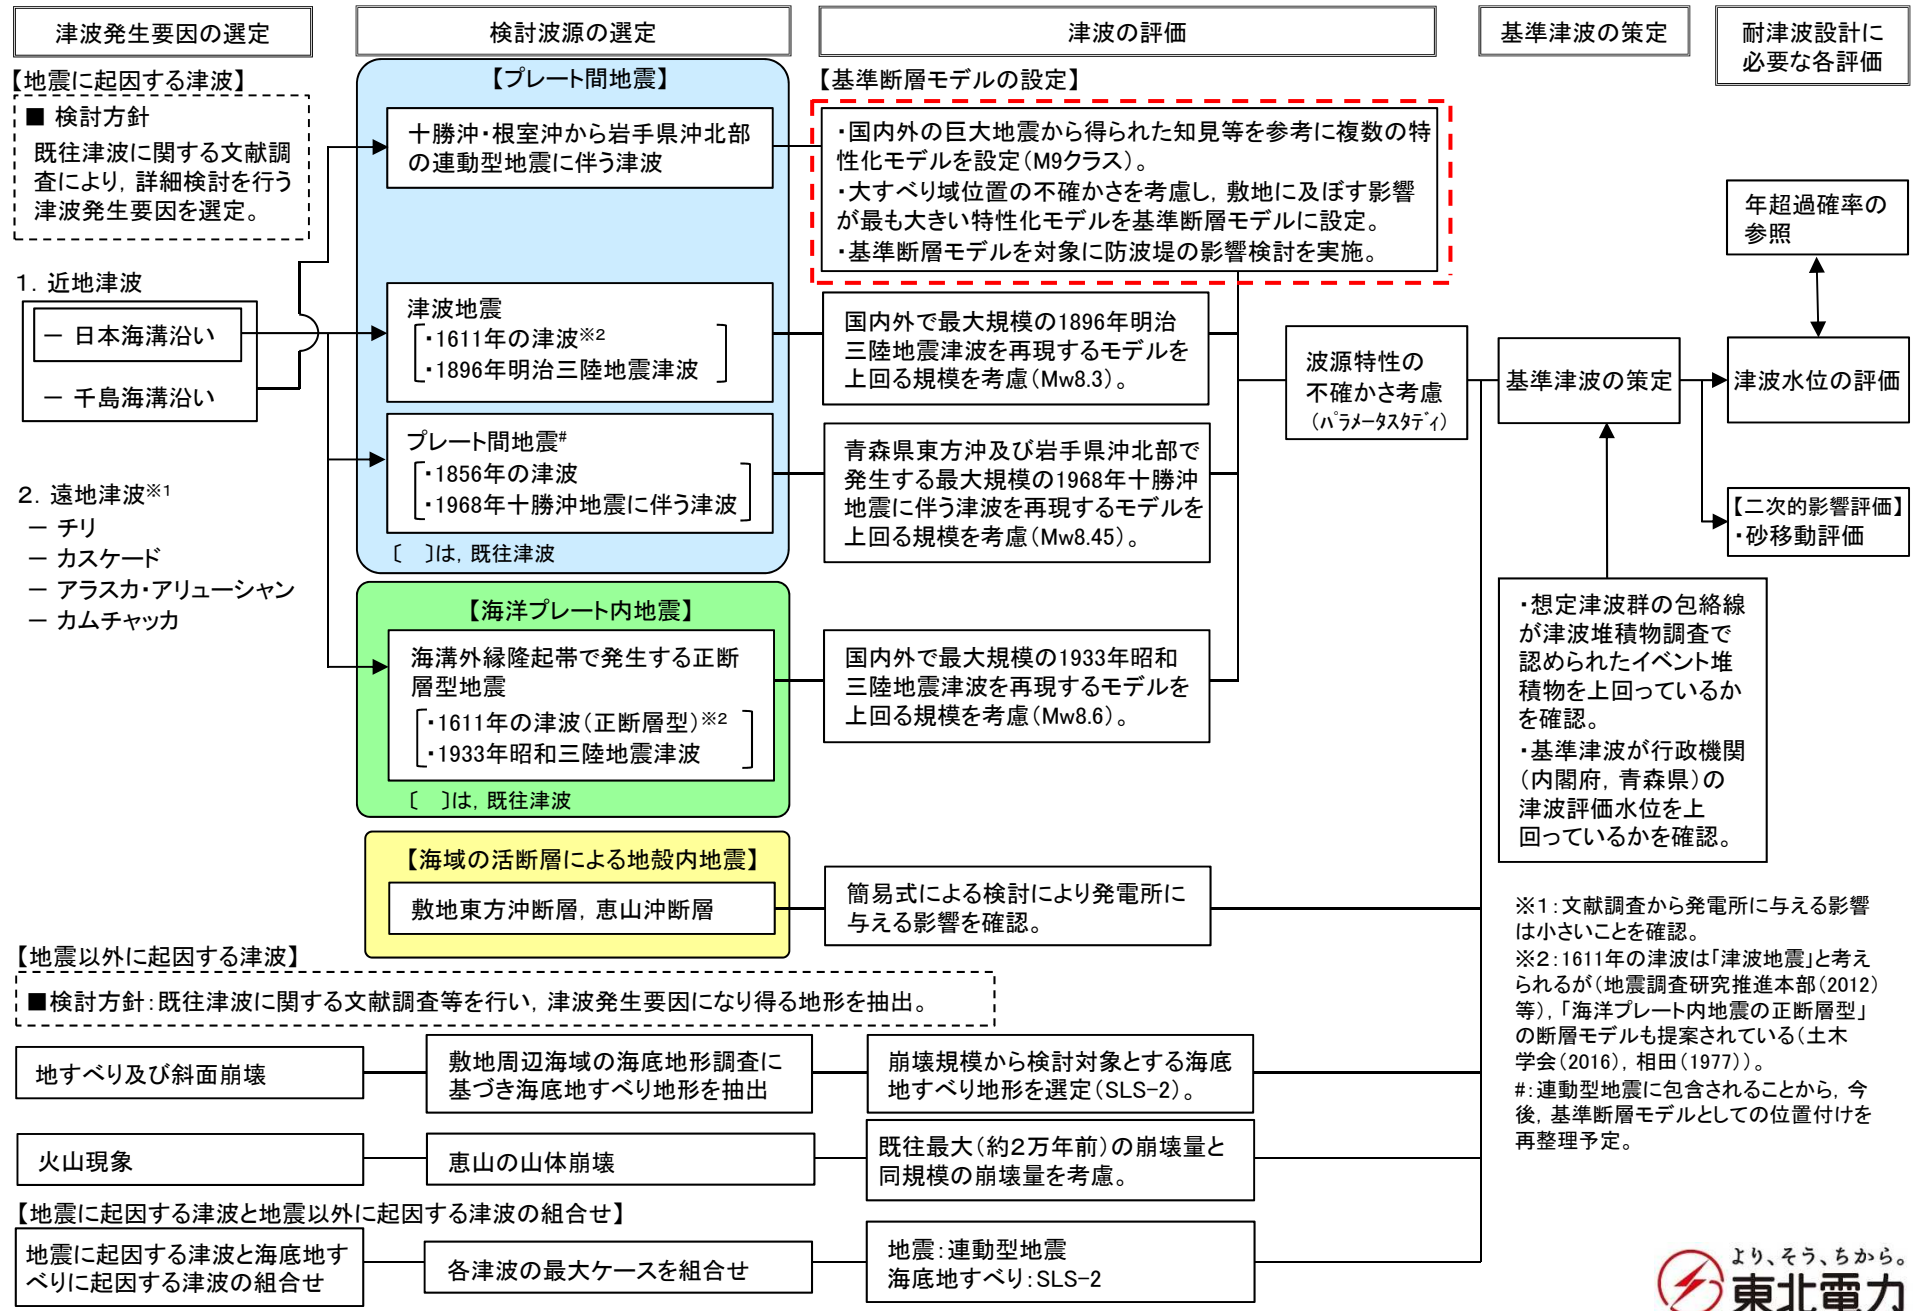 津波発生要因の選定
検討波源の選定
津波の評価
基準津波の策定
耐津波設計に
必要な各評価
【地震に起因する津波】
■ 検討方針
既往津波に関する文献調
査により，詳細検討を行う
津波発生要因を選定。
1．近地津波
－ 日本海溝沿い
－ 千島海溝沿い
2．遠地津波※1
－ チリ
－ カスケード
－ アラスカ・アリューシャン
－ カムチャッカ
【プレート間地震】
十勝沖・根室沖から岩手県沖北部
の連動型地震に伴う津波
津波地震
・1611年の津波※2
・1896年明治三陸地震津波
プレート間地震#
・1856年の津波
・1968年十勝沖地震に伴う津波
〔　〕は，既往津波
【海洋プレート内地震】
海溝外縁隆起帯で発生する正断
層型地震
・1611年の津波（正断層型）※2
・1933年昭和三陸地震津波
〔　〕は，既往津波
【海域の活断層による地殻内地震】
敷地東方沖断層，恵山沖断層
【基準断層モデルの設定】
・国内外の巨大地震から得られた知見等を参考に複数の特
性化モデルを設定（M9クラス）。
・大すべり域位置の不確かさを考慮し，敷地に及ぼす影響
が最も大きい特性化モデルを基準断層モデルに設定。
・基準断層モデルを対象に防波堤の影響検討を実施。
国内外で最大規模の1896年明治
三陸地震津波を再現するモデルを
上回る規模を考慮（Mw8.3）。
青森県東方沖及び岩手県沖北部で
発生する最大規模の1968年十勝沖
地震に伴う津波を再現するモデルを
上回る規模を考慮（Mw8.45）。
国内外で最大規模の1933年昭和
三陸地震津波を再現するモデルを
上回る規模を考慮（Mw8.6）。
簡易式による検討により発電所に
与える影響を確認。
波源特性の
不確かさ考慮
（ﾊﾟﾗﾒｰﾀｽﾀﾃﾞｨ）
基準津波の策定
年超過確率の
参照
津波水位の評価
【二次的影響評価】
・砂移動評価
・想定津波群の包絡線
が津波堆積物調査で
認められたイベント堆
積物を上回っているか
を確認。
・基準津波が行政機関
（内閣府，青森県）の
津波評価水位を上
回っているかを確認。
【地震以外に起因する津波】
■検討方針：既往津波に関する文献調査等を行い，津波発生要因になり得る地形を抽出。
地すべり及び斜面崩壊
敷地周辺海域の海底地形調査に
基づき海底地すべり地形を抽出
崩壊規模から検討対象とする海底
地すべり地形を選定（SLS-2）。
火山現象
恵山の山体崩壊
既往最大（約2万年前）の崩壊量と
同規模の崩壊量を考慮。
【地震に起因する津波と地震以外に起因する津波の組合せ】
地震に起因する津波と海底地す
べりに起因する津波の組合せ
各津波の最大ケースを組合せ
地震：連動型地震
海底地すべり：SLS-2
※1：文献調査から発電所に与える影響
は小さいことを確認。
※2：1611年の津波は「津波地震」と考え
られるが（地震調査研究推進本部（2012）
等），「海洋プレート内地震の正断層型」
の断層モデルも提案されている（土木
学会（2016），相田（1977））。
#：連動型地震に包含されることから，今
後，基準断層モデルとしての位置付けを
再整理予定。
より、そう、ちから。
東北電力